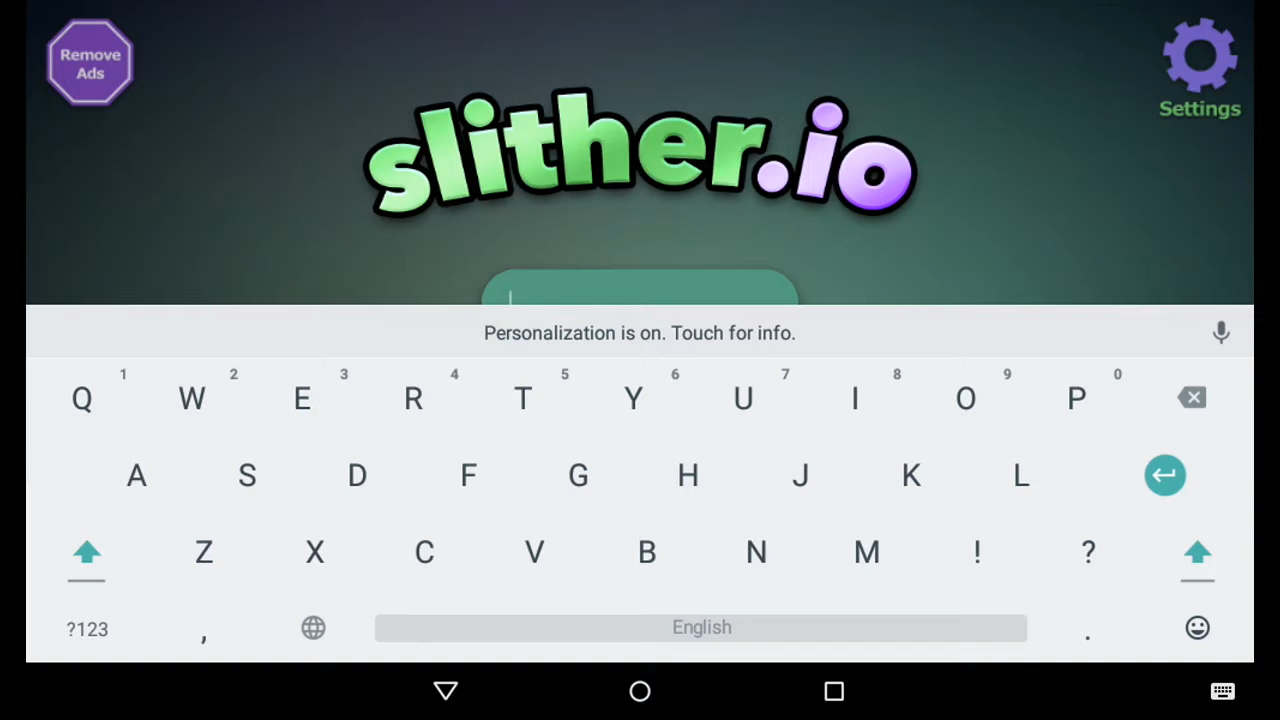 Remove
Ads
slither.io
Settings
Personalization is on. Touch for info.
1 2 3 4 5 6 7 8 9 0
Q W E R T Y U I O P
A S D F G H J K L
Z X C V B N M ! ?
?123 , English .